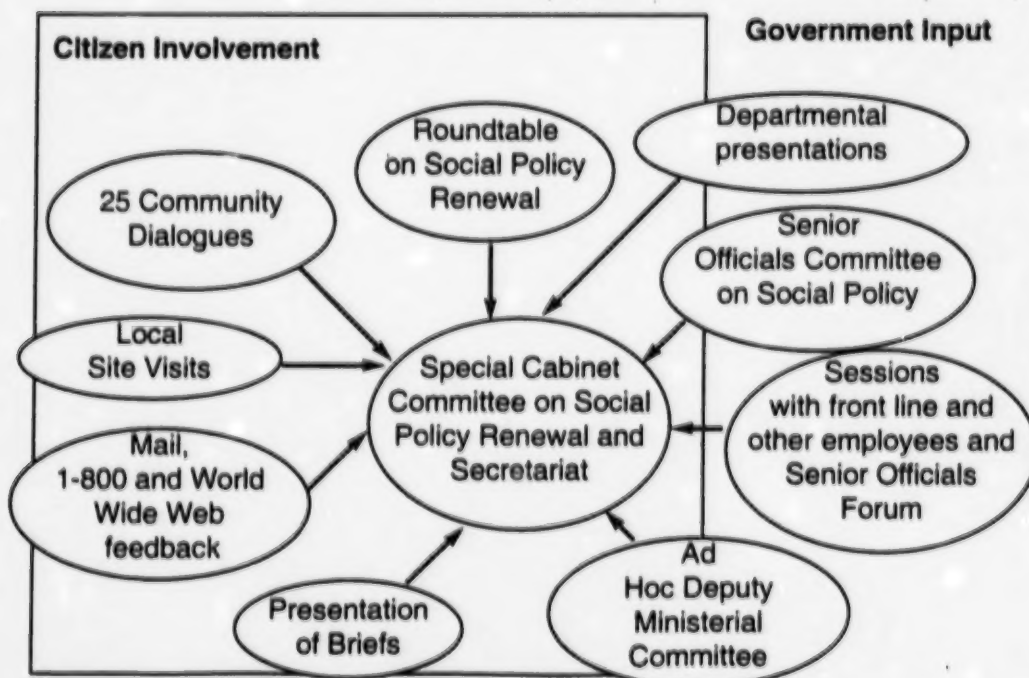 Citizen Involvement
Government Input
Roundtable
on Social Policy
Renewal
Departmental
presentations
25 Community
Dialogues
Senior
Officials Committee
on Social Policy
Local
Site Visits
Special Cabinet
Committee on Social
Policy Renewal and
Secretariat
Sessions
with front line and
other employees and
Senior Officials
Forum
Mail,
1-800 and World
Wide Web
feedback
Presentation
of Briefs
Ad
Hoc Deputy
Ministerial
Committee